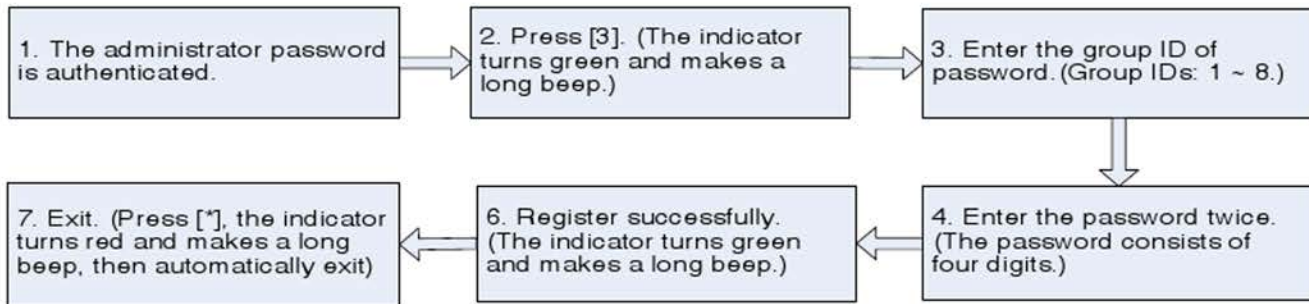 1. The administrator password
is authenticated.
2. Press [3]. (The indicator
turns green and makes a
long beep.)
3. Enter the group ID of
password. (Group IDs: 1 ~ 8.)
4. Enter the password twice.
(The password consists of
four digits.)
6. Register successfully.
(The indicator turns green
and makes a long beep.)
7. Exit. (Press [*], the indicator
turns red and makes a long
beep, then automatically exit)